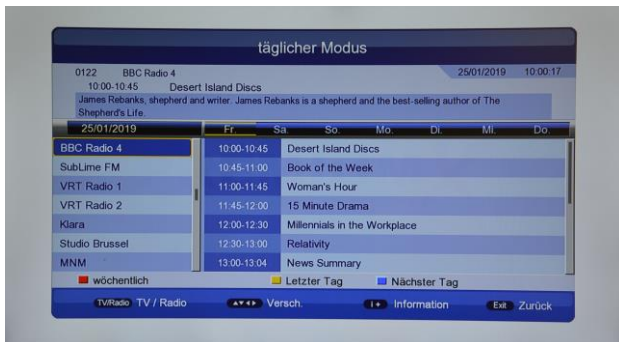 täglicher Modus
0122 BBC Radio 4 25/01/2019 10:00:17
10:00-10:45 Desert Island Discs
James Rebanks, shepherd and writer. James Rebanks is a shepherd and the best-selling author of The
Shepherd's Life.
25/01/2019 Fr. Sa. So. Mo. Di. Mi. Do.
BBC Radio 4 10:00-10:45 Desert Island Discs
SubLime FM 10:45-11:00 Book of the Week
VRT Radio 1 11:00-11:45 Woman's Hour
VRT Radio 2 11:45-12:00 15 Minute Drama
Klara 12:00-12:30 Millennials in the Workplace
Studio Brussel 12:30-13:00 Relativity
MNM 13:00-13:04 News Summary
wöchentlich Letzter Tag Nächster Tag
TV/Radio TV / Radio Versch. Information Exit Zurück